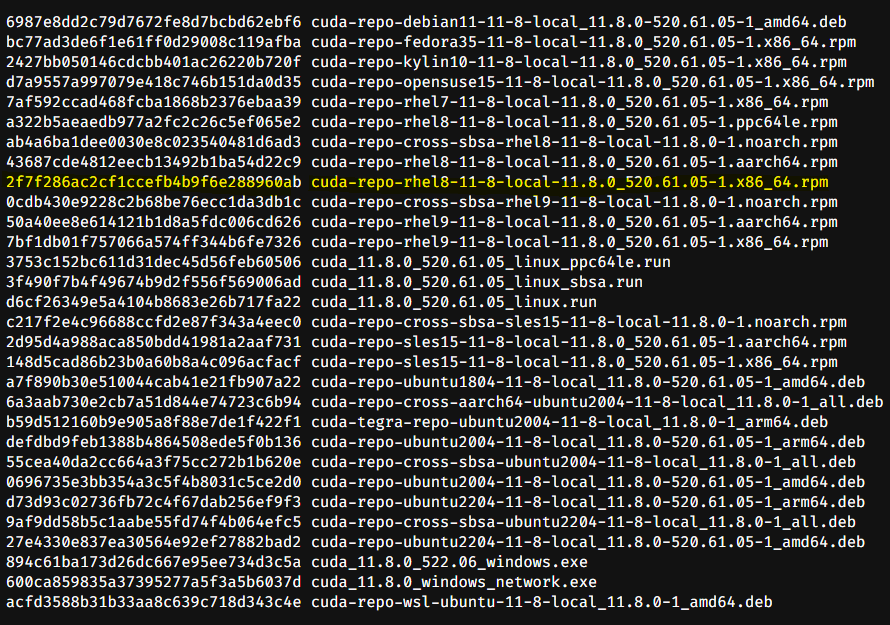 6987e8dd2c79d7672fe8d7bcbd62ebf6 cuda-repo-debian11-11-8-local_11.8.0-520.61.05-1_amd64.deb
bc77ad3de6f1e61ff0d29008c119afba cuda-repo-fedora35-11-8-local-11.8.0_520.61.05-1.x86_64.rpm
2427bb050146cdcbb401ac26220b720f cuda-repo-kylin10-11-8-local-11.8.0_520.61.05-1.x86_64.rpm
d7a9557a997079e418c746b151da0d35 cuda-repo-opensuse15-11-8-local-11.8.0_520.61.05-1.x86_64.rpm
7af592ccad468fcba1868b2376ebaa39 cuda-repo-rhel7-11-8-local-11.8.0_520.61.05-1.x86_64.rpm
a322b5aeaedb977a2fc2c26c5ef065e2 cuda-repo-rhel8-11-8-local-11.8.0_520.61.05-1.ppc64le.rpm
ab4a6ba1dee0030e8c023540481d6ad3 cuda-repo-cross-sbsa-rhel8-11-8-local-11.8.0-1.noarch.rpm
43687cde4812eecb13492b1ba54d22c9 cuda-repo-rhel8-11-8-local-11.8.0_520.61.05-1.aarch64.rpm
2f7f286ac2cf1ccefb4b9f6e288960ab cuda-repo-rhel8-11-8-local-11.8.0_520.61.05-1.x86_64.rpm
0cdb430e9228c2b68be76ecc1da3db1c cuda-repo-cross-sbsa-rhel9-11-8-local-11.8.0-1.noarch.rpm
50a40ee8e614121b1d8a5fdc006cd626 cuda-repo-rhel9-11-8-local-11.8.0_520.61.05-1.aarch64.rpm
7bf1db01f757066a574ff344b6fe7326 cuda-repo-rhel9-11-8-local-11.8.0_520.61.05-1.x86_64.rpm
3753c152bc611d31dec45d56feb60506 cuda_11.8.0_520.61.05_linux_ppc64le.run
3f490f7b4f49674b9d2f556f569006ad cuda_11.8.0_520.61.05_linux_sbsa.run
d6cf26349e5a4104b8683e26b717fa22 cuda_11.8.0_520.61.05_linux.run
c217f2e4c96688ccfd2e87f343a4eec0 cuda-repo-cross-sbsa-sles15-11-8-local-11.8.0-1.noarch.rpm
2d95d4a988aca850bdd41981a2aaf731 cuda-repo-sles15-11-8-local-11.8.0_520.61.05-1.aarch64.rpm
148d5cad86b23b0a60b8a4c096acfacf cuda-repo-sles15-11-8-local-11.8.0_520.61.05-1.x86_64.rpm
a7f890b30e510044cab41e21fb907a22 cuda-repo-ubuntu1804-11-8-local_11.8.0-520.61.05-1_amd64.deb
6a3aab730e2cb7a51d844e74723c6b94 cuda-repo-cross-aarch64-ubuntu2004-11-8-local_11.8.0-1_all.deb
b59d512160b9e905a8f88e7de1f422f1 cuda-tegra-repo-ubuntu2004-11-8-local_11.8.0-1_arm64.deb
defdbd9feb1388b4864508ede5f0b136 cuda-repo-ubuntu2004-11-8-local_11.8.0-520.61.05-1_arm64.deb
55cea40da2cc664a3f75cc272b1b620e cuda-repo-cross-sbsa-ubuntu2004-11-8-local_11.8.0-1_all.deb
0696735e3bb354a3c5f4b8031c5ce2d0 cuda-repo-ubuntu2004-11-8-local_11.8.0-520.61.05-1_amd64.deb
d73d93c02736fb72c4f67dab256ef9f3 cuda-repo-ubuntu2204-11-8-local_11.8.0-520.61.05-1_arm64.deb
9af9dd58b5c1aabe55fd74f4b064efc5 cuda-repo-cross-sbsa-ubuntu2204-11-8-local_11.8.0-1_all.deb
27e4330e837ea30564e92ef27882bad2 cuda-repo-ubuntu2204-11-8-local_11.8.0-520.61.05-1_amd64.deb
894c61ba173d26dc667e95ee734d3c5a cuda_11.8.0_522.06_windows.exe
600ca859835a37395277a5f3a5b6037d cuda_11.8.0_windows_network.exe
acfd3588b31b33aa8c639c718d343c4e cuda-repo-wsl-ubuntu-11-8-local_11.8.0-1_amd64.deb